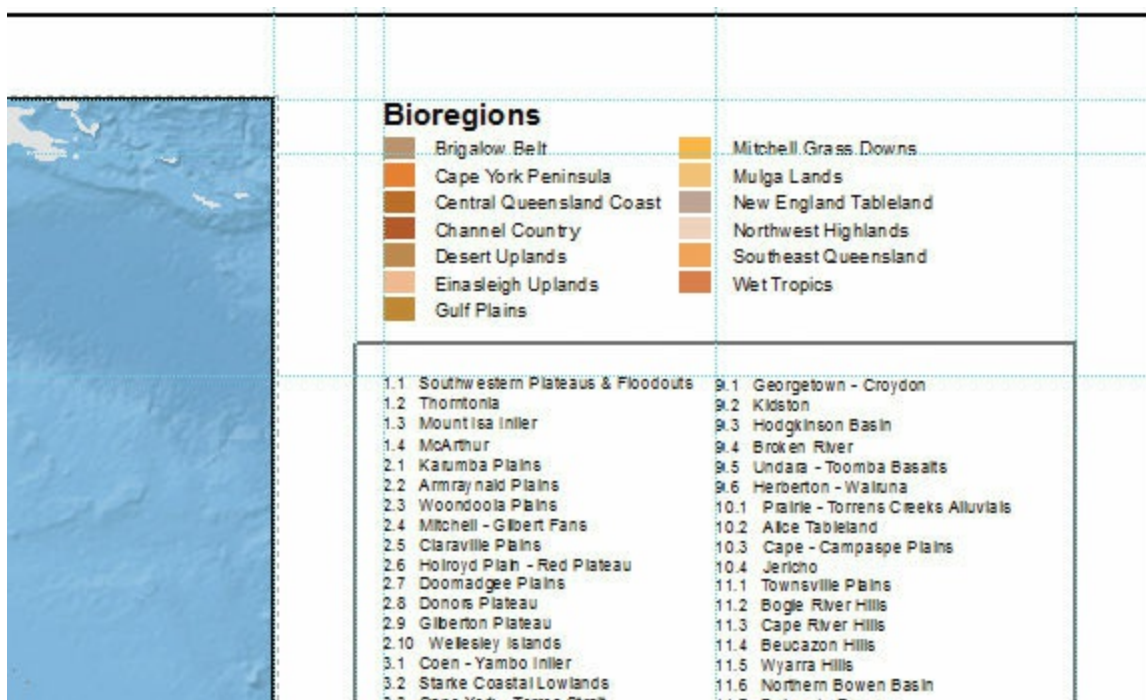 Bioregions
Brigalow Belt
Cape York Peninsula
Central Queensland Coast
Channel Country
Desert Uplands
Einasleigh Uplands
Gulf Plains
Mitchell Grass Downs
Mulga Lands
New England Tableland
Northwest Highlands
Southeast Queensland
Wet Tropics
1.1 Southwestern Plateaus & Floodouts
1.2 Thorntonia
1.3 Mount Isa Inlier
1.4 McArthur
2.1 Karumba Plains
2.2 Armraynald Plains
2.3 Woondoola Plains
2.4 Mitchell - Gilbert Fans
2.5 Claraville Plains
2.6 Holroyd Plain - Red Plateau
2.7 Doomadgee Plains
2.8 Donors Plateau
2.9 Gilberton Plateau
2.10 Wellesley Islands
3.1 Coen - Yambo Inlier
3.2 Starke Coastal Lowlands
9.1 Georgetown - Croydon
9.2 Kidston
9.3 Hodgkinson Basin
9.4 Broken River
9.5 Undara - Toomba Basalts
9.6 Herberton - Wairuna
10.1 Prairie - Torrens Creeks Alluvials
10.2 Alice Tableland
10.3 Cape - Campaspe Plains
10.4 Jericho
11.1 Townsville Plains
11.2 Bogie River Hills
11.3 Cape River Hills
11.4 Beucazon Hills
11.5 Wyarra Hills
11.6 Northern Bowen Basin